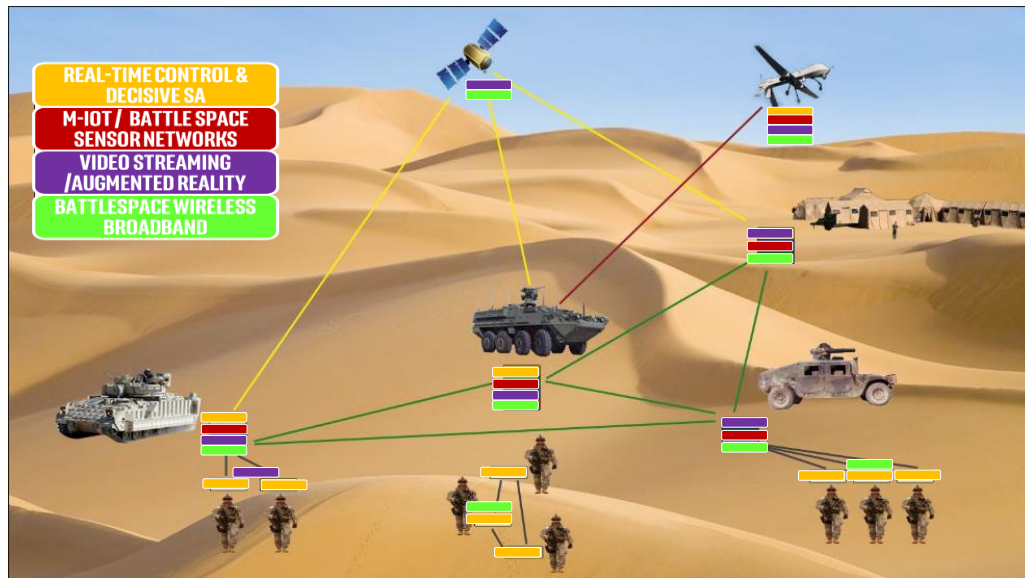 REAL-TIME CONTROL &
DECISIVE SA
M-IOT / BATTLE SPACE
SENSOR NETWORKS
VIDEO STREAMING
/AUGMENTED REALITY
BATTLESPACE WIRELESS
BROADBAND